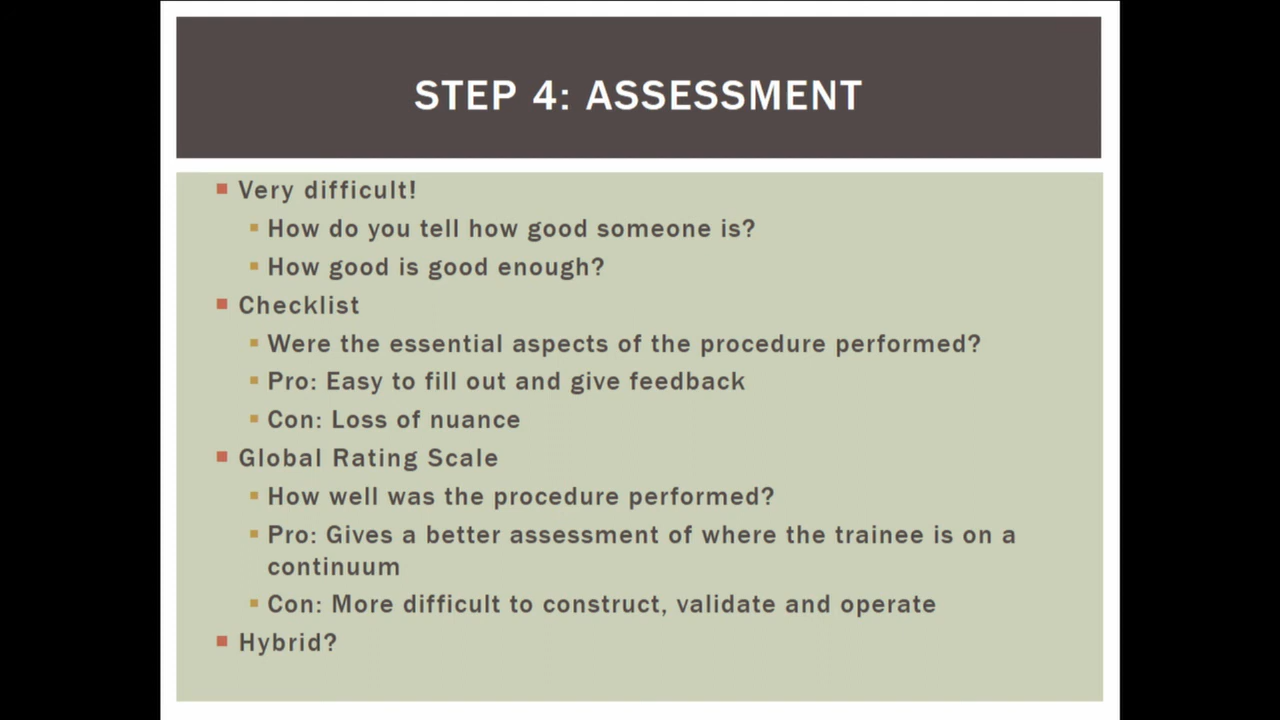 STEP 4: ASSESSMENT
Very difficult!
How do you tell how good someone is?
How good is good enough?
Checklist
Were the essential aspects of the procedure performed?
Pro: Easy to fill out and give feedback
Con: Loss of nuance
Global Rating Scale
How well was the procedure performed?
Pro: Gives a better assessment of where the trainee is on a
continuum
Con: More difficult to construct, validate and operate
Hybrid?